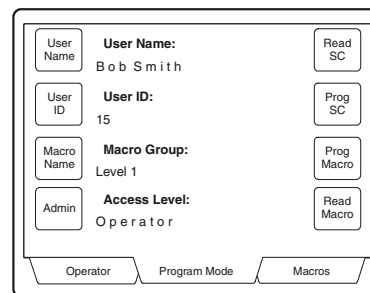 User Name
User Name:
Bob Smith
Read SC
User ID
User ID:
15
Prog SC
Macro Name
Macro Group:
Level 1
Prog Macro
Admin
Access Level:
Operator
Read Macro
Operator
Program Mode
Macros